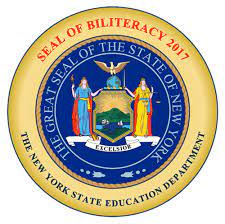 SEAL OF BILITERACY 2017
THE GREAT SEAL OF THE STATE OF NEW YORK
EXCELSIOR
THE NEW YORK STATE EDUCATION DEPARTMENT